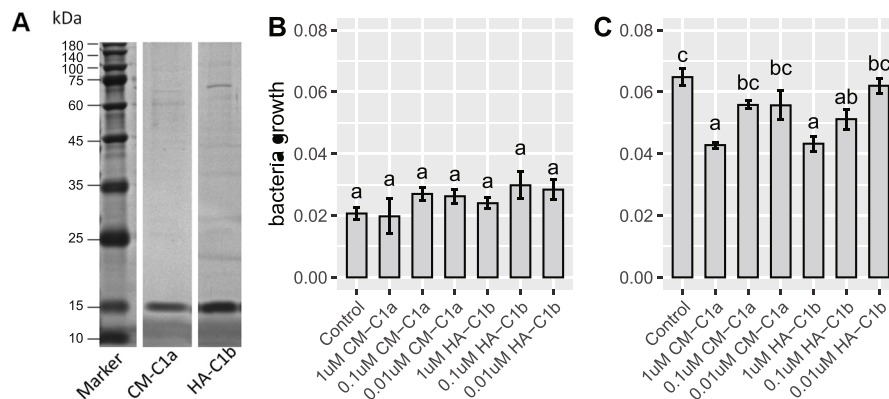 A
kDa
180
140
100
75
60
45
35
25
15
10
Marker
CM-C1a
HA-C1b
B
bacteria growth
0.08
0.06
0.04
0.02
0.00
a
a
a
a
a
a
a
Control
1uM CM−C1a
0.1uM CM−C1a
0.01uM CM−C1a
1uM HA−C1b
0.1uM HA−C1b
0.01uM HA−C1b
C
0.08
0.06
0.04
0.02
0.00
c
a
bc
bc
a
ab
bc
Control
1uM CM−C1a
0.1uM CM−C1a
0.01uM CM−C1a
1uM HA−C1b
0.1uM HA−C1b
0.01uM HA−C1b